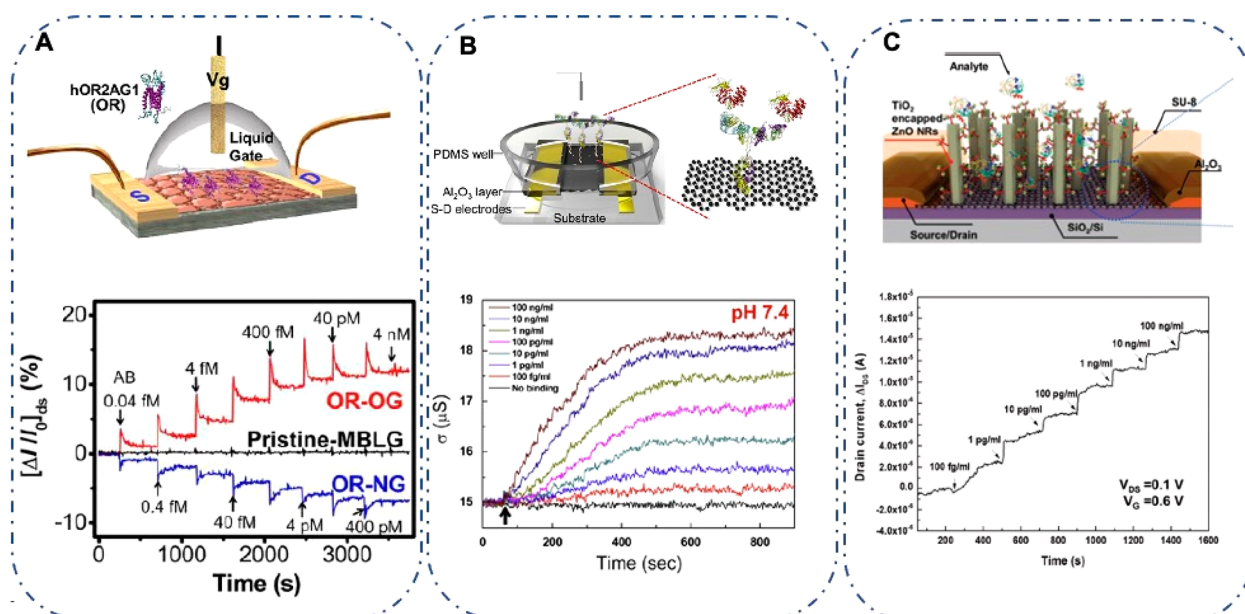 A
hOR2AG1
(OR)
Vg
Liquid
Gate
S
D
20
10
0
-10
[ΔI/I₀]ds (%)
AB
0.04 fM
4 fM
400 fM
40 pM
4 nM
OR-OG
Pristine-MBLG
OR-NG
0.4 fM
40 fM
4 pM
400 pM
0
1000
2000
3000
Time (s)
B
PDMS well
Al₂O₃ layer
S-D electrodes
Substrate
19
18
17
16
15
σ (μS)
100 ng/ml
10 ng/ml
1 ng/ml
100 pg/ml
10 pg/ml
1 pg/ml
100 fg/ml
No binding
pH 7.4
0
200
400
600
800
Time (sec)
C
Analyte
TiO₂
encapped-
ZnO NRs
SU-8
Al₂O₃
Source/Drain
SiO₂/Si
Drain current, ΔI_DS (A)
1.8x10⁻⁵
1.6x10⁻⁵
1.4x10⁻⁵
1.2x10⁻⁵
1.0x10⁻⁵
8.0x10⁻⁶
6.0x10⁻⁶
4.0x10⁻⁶
2.0x10⁻⁶
0.0
-2.0x10⁻⁶
-4.0x10⁻⁶
100 fg/ml
1 pg/ml
10 pg/ml
100 pg/ml
1 ng/ml
10 ng/ml
100 ng/ml
V_DS =0.1 V
V_G =0.6 V
200
400
600
800
1000
1200
1400
1600
Time (s)